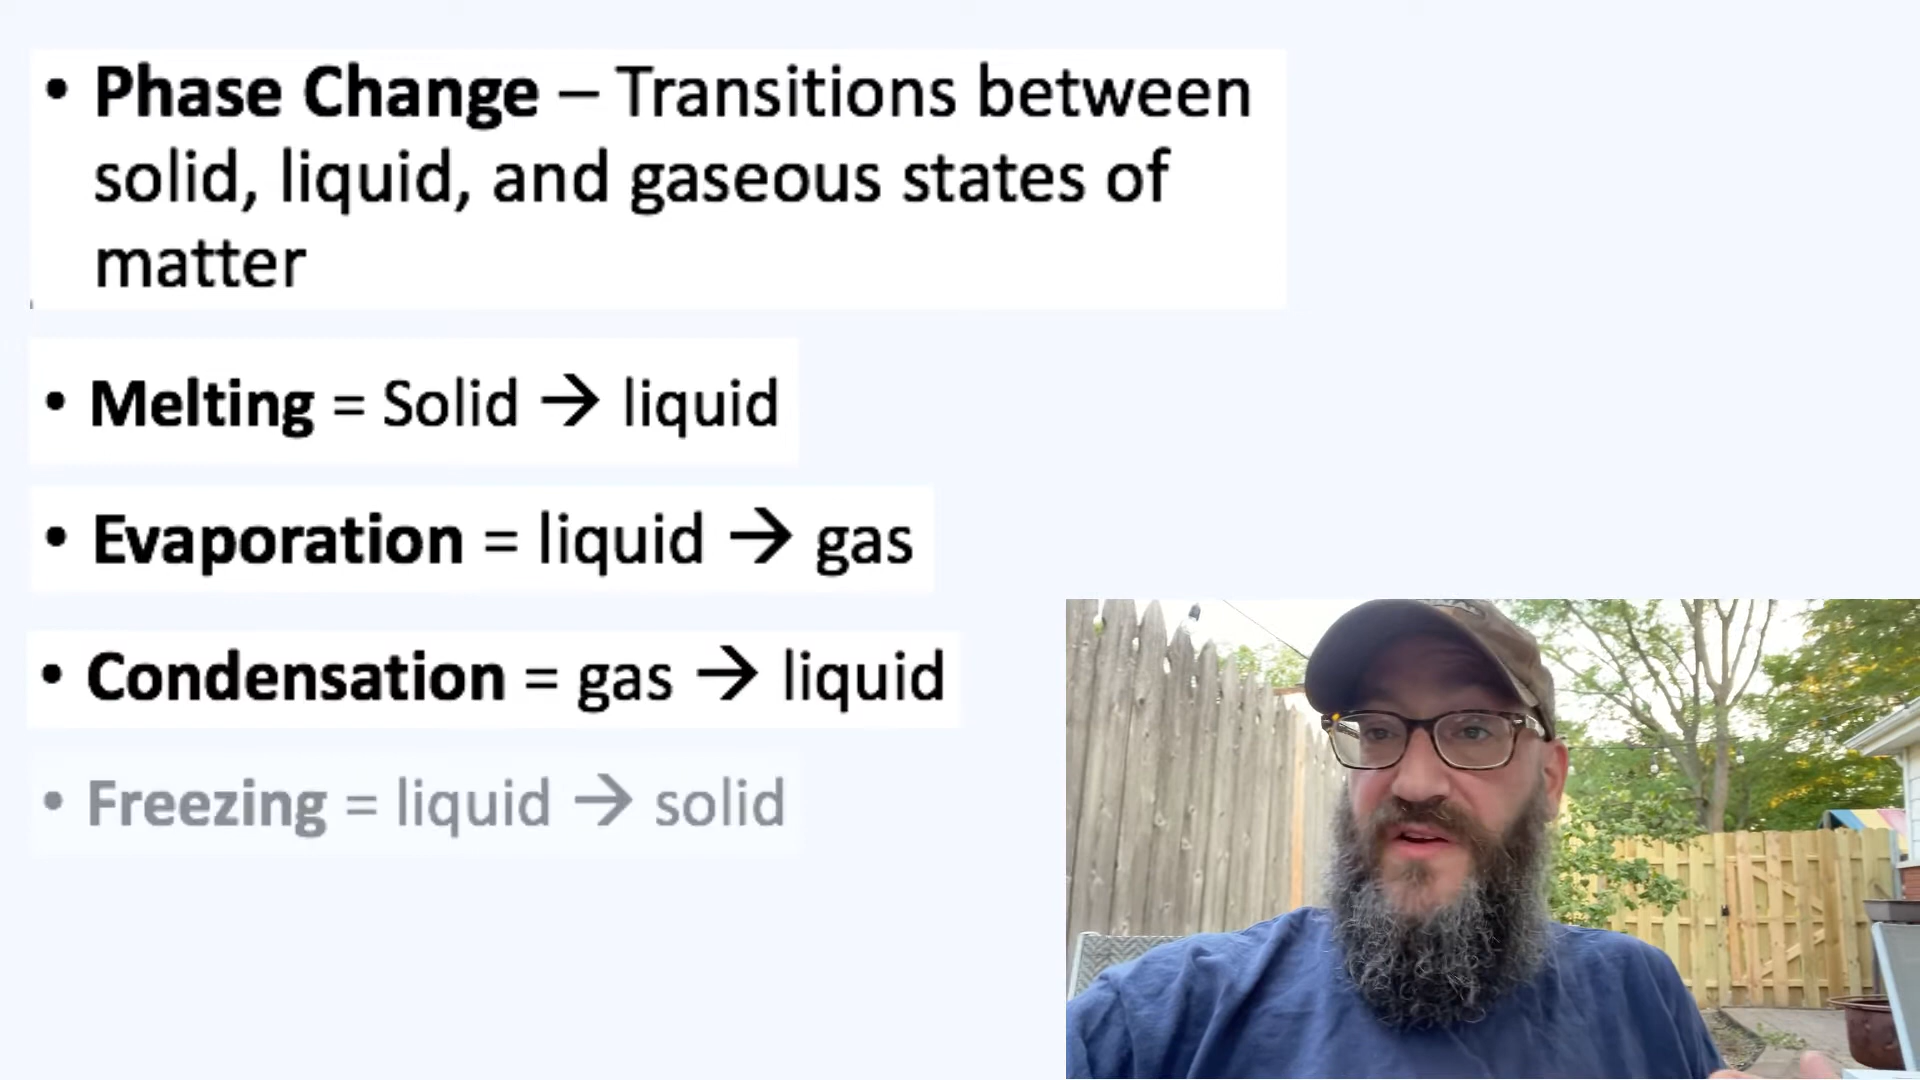 • Phase Change – Transitions between
solid, liquid, and gaseous states of
matter
• Melting = Solid → liquid
• Evaporation = liquid → gas
• Condensation = gas → liquid
• Freezing = liquid → solid